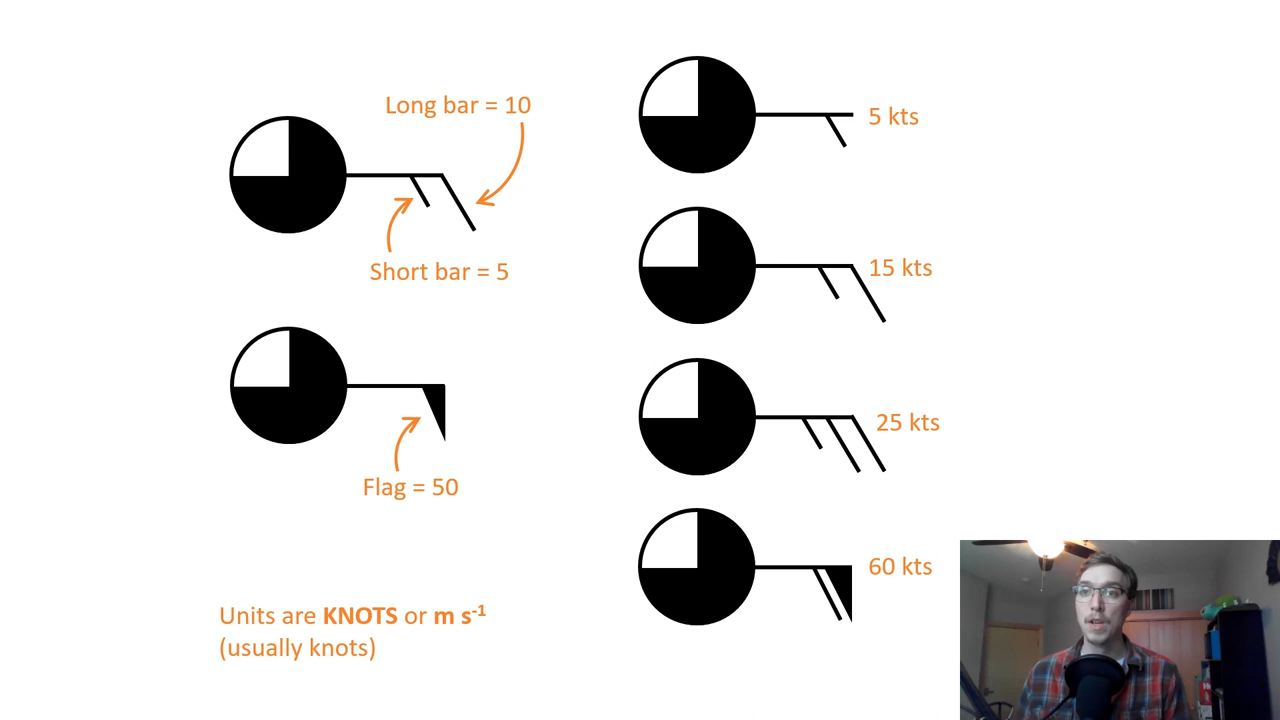 Long bar = 10
Short bar = 5
Flag = 50
Units are KNOTS or m s⁻¹
(usually knots)
5 kts
15 kts
25 kts
60 kts